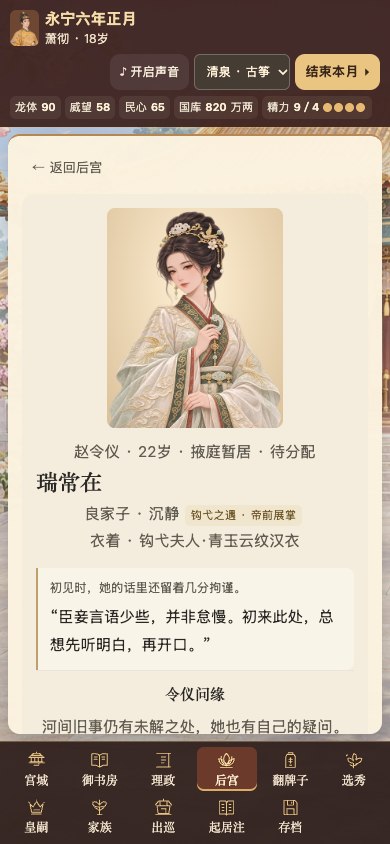 永宁六年正月
萧彻 · 18岁
♪ 开启声音
清泉 · 古筝
结束本月 ▸
龙体 90 威望 58 民心 65 国库 820 万两 精力 9 / 4
← 返回后宫
赵令仪 · 22岁 · 掖庭暂居 · 待分配
瑞常在
良家子 · 沉静 钩弋之遇 · 帝前展掌
衣着 · 钩弋夫人·青玉云纹汉衣
初见时，她的话里还留着几分拘谨。
“臣妾言语少些，并非怠慢。初来此处，总
想先听明白，再开口。”
令仪问缘
河间旧事仍有未解之处，她也有自己的疑问。
宫城 御书房 理政 后宫 翻牌子 选秀
皇嗣 家族 出巡 起居注 存档